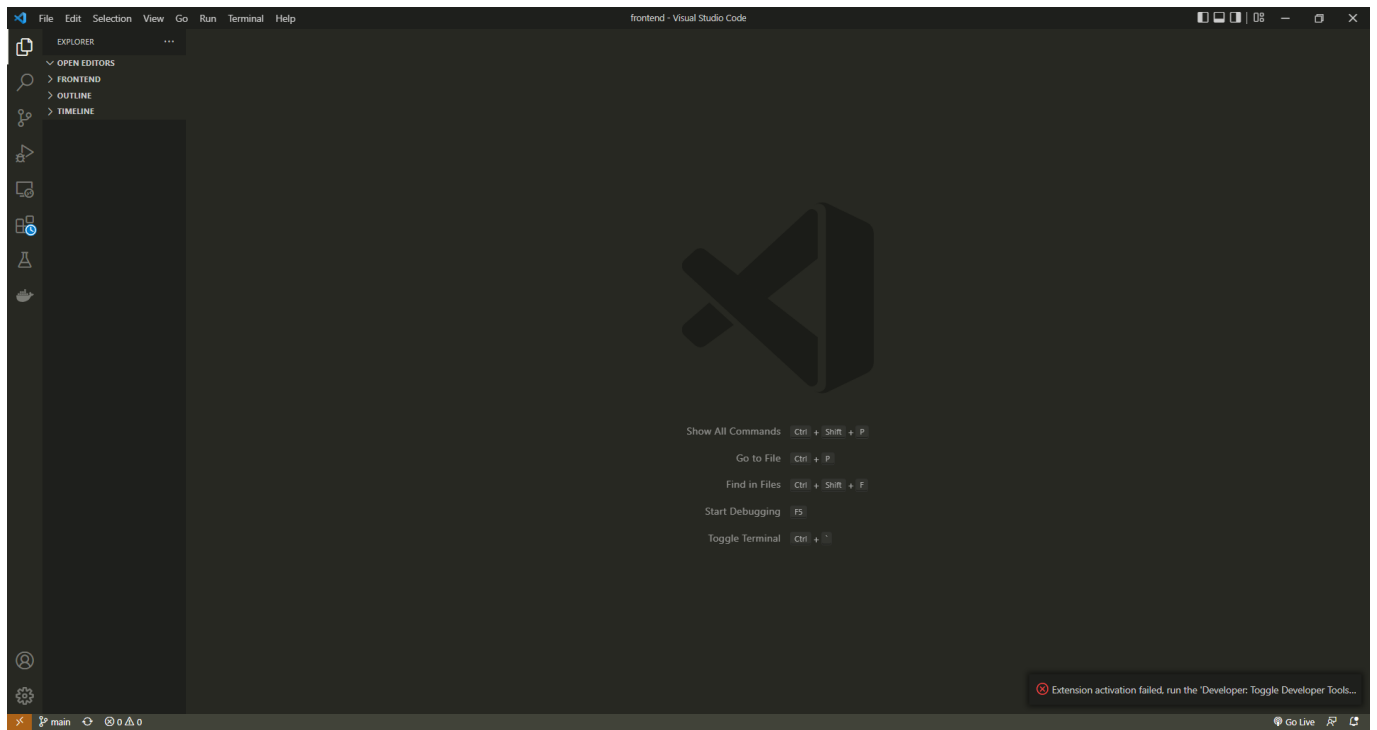 File Edit Selection View Go Run Terminal Help
frontend - Visual Studio Code
EXPLORER
OPEN EDITORS
FRONTEND
OUTLINE
TIMELINE
Show All Commands Ctrl + Shift + P
Go to File Ctrl + P
Find in Files Ctrl + Shift + F
Start Debugging F5
Toggle Terminal Ctrl + `
Extension activation failed, run the 'Developer: Toggle Developer Tools...
main 0 0
Go Live